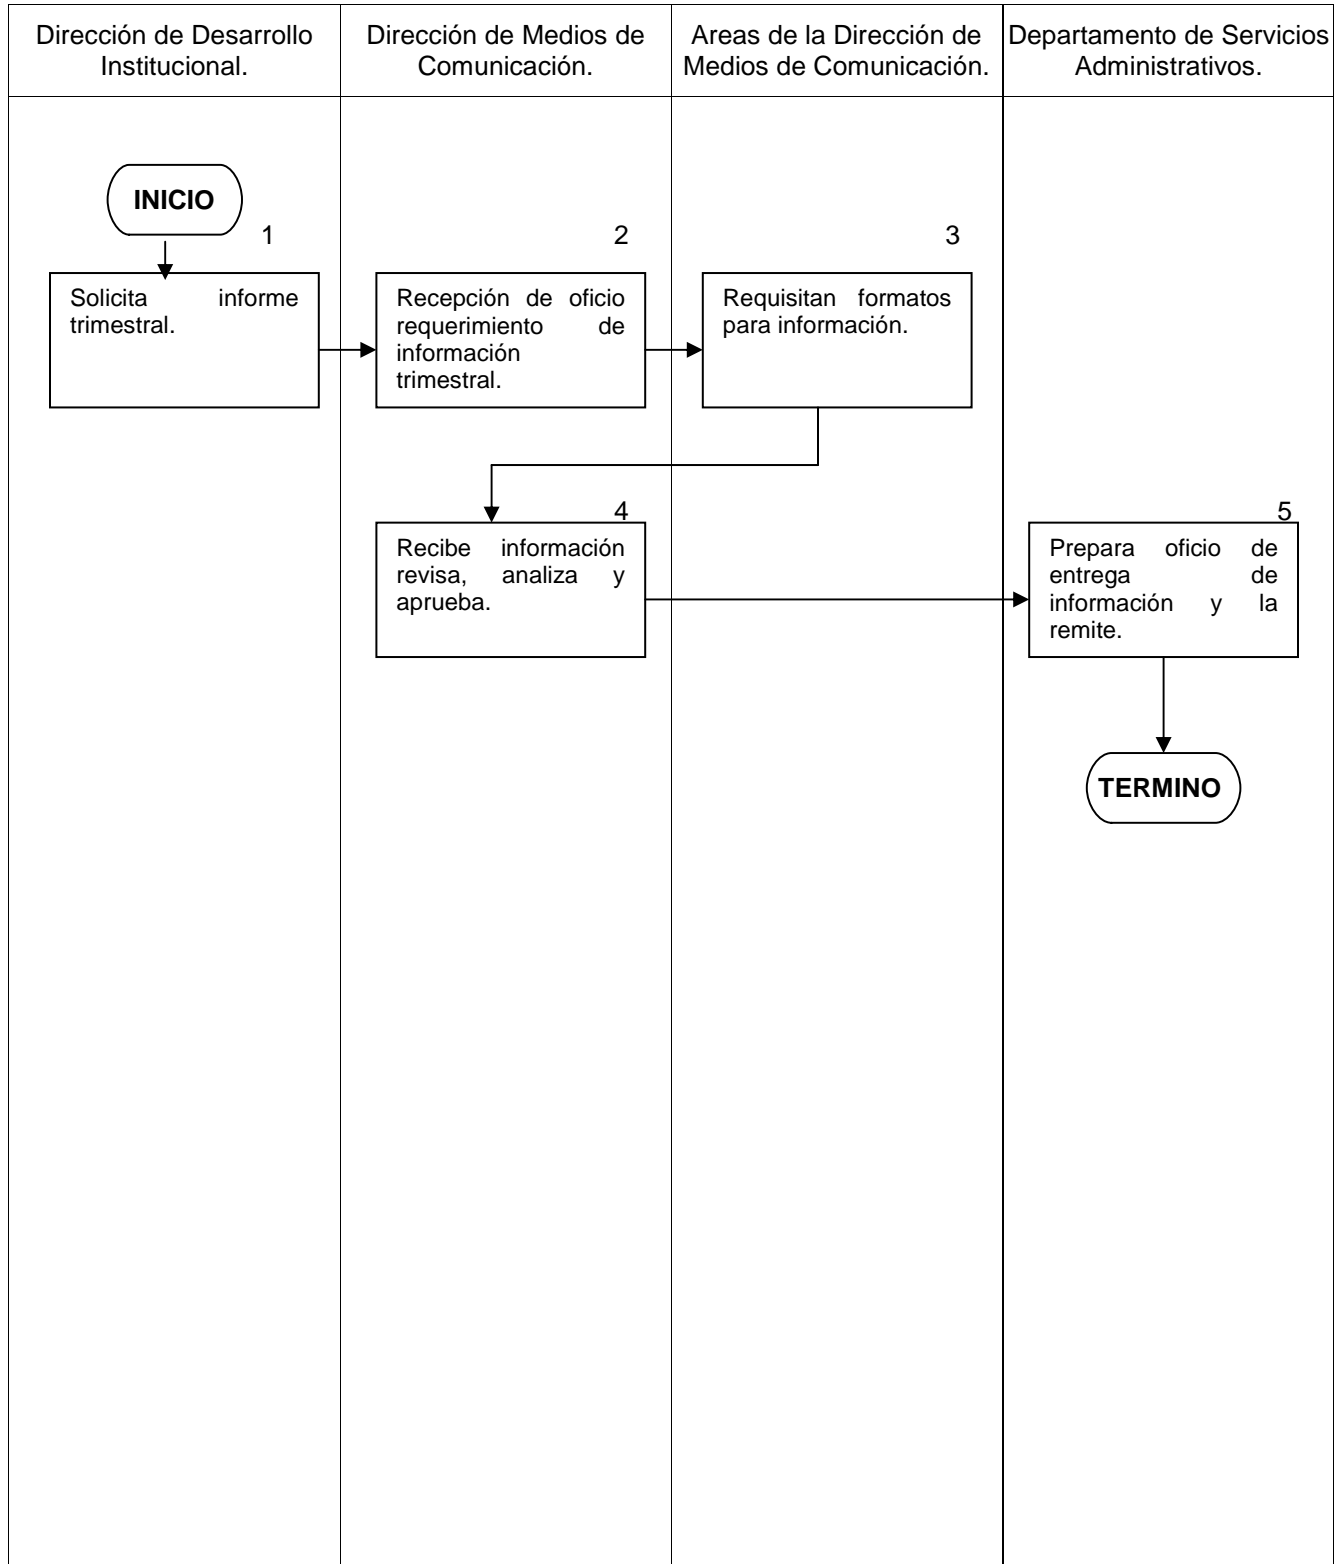 Dirección de Desarrollo
Institucional.
Dirección de Medios de
Comunicación.
Areas de la Dirección de
Medios de Comunicación.
Departamento de Servicios
Administrativos.
INICIO
1
Solicita informe
trimestral.
2
Recepción de oficio
requerimiento de
información
trimestral.
3
Requisitan formatos
para información.
4
Recibe información
revisa, analiza y
aprueba.
5
Prepara oficio de
entrega de
información y la
remite.
TERMINO